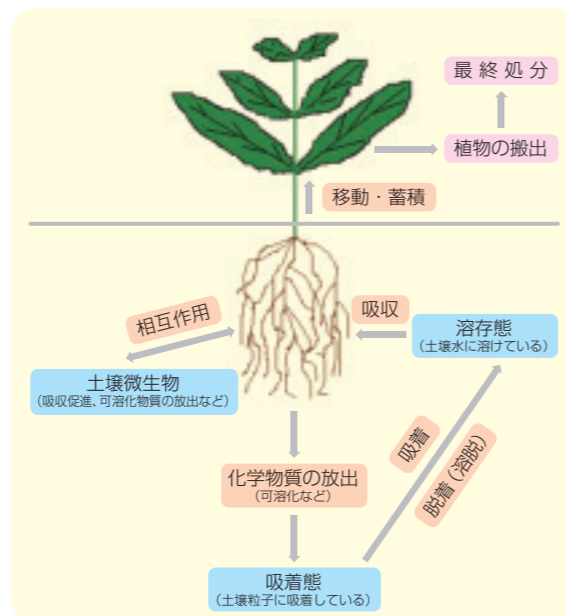 最終処分
植物の搬出
移動・蓄積
相互作用
吸収
溶存態
(土壌水に溶けている)
土壌微生物
(吸収促進、可溶化物質の放出など)
吸着
脱着(溶脱)
化学物質の放出
(可溶化など)
吸着態
(土壌粒子に吸着している)